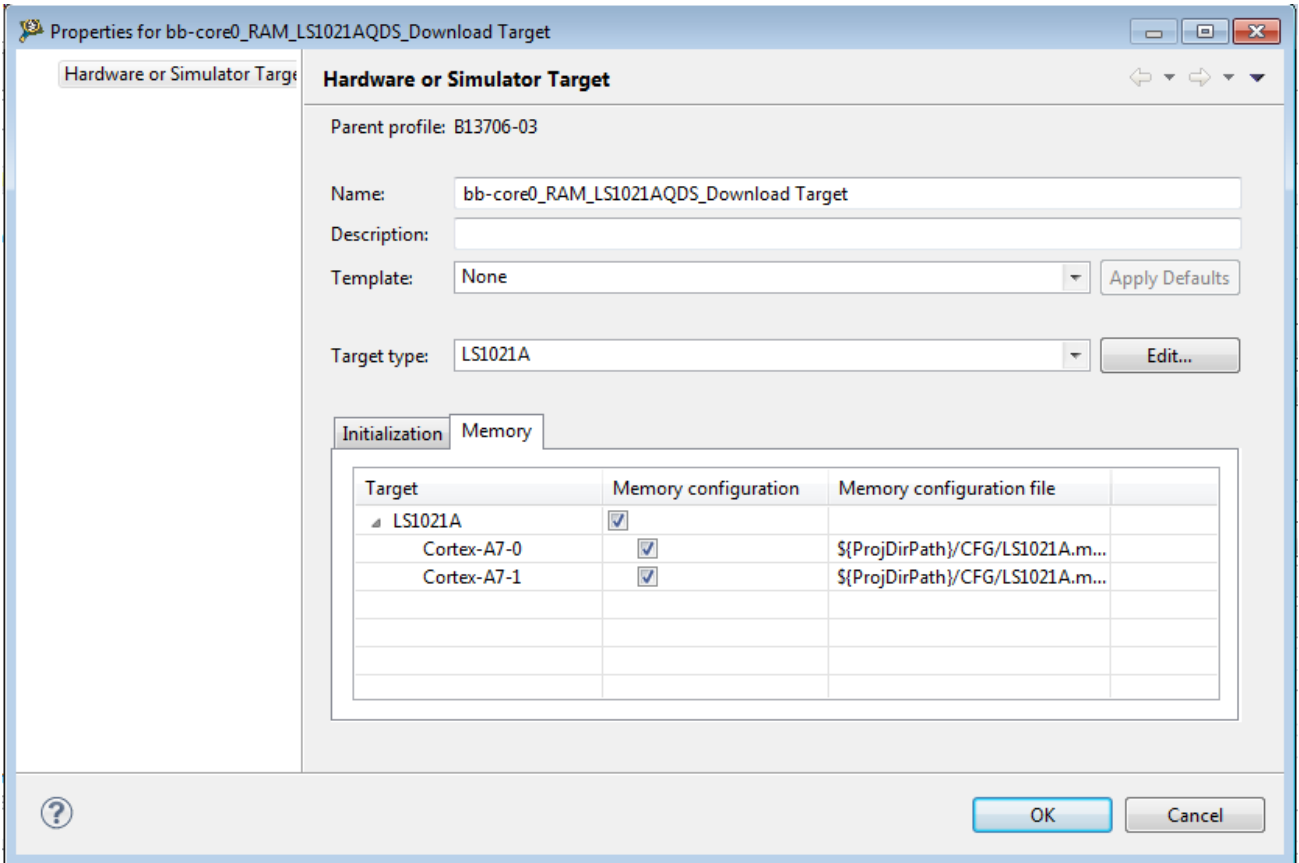 Properties for bb-core0_RAM_LS1021AQDS_Download Target
Hardware or Simulator Targe
Hardware or Simulator Target
Parent profile: B13706-03
Name: bb-core0_RAM_LS1021AQDS_Download Target
Description:
Template: None Apply Defaults
Target type: LS1021A Edit...
Initialization Memory
Target Memory configuration Memory configuration file
LS1021A
Cortex-A7-0 ${ProjDirPath}/CFG/LS1021A.m...
Cortex-A7-1 ${ProjDirPath}/CFG/LS1021A.m...
? OK Cancel